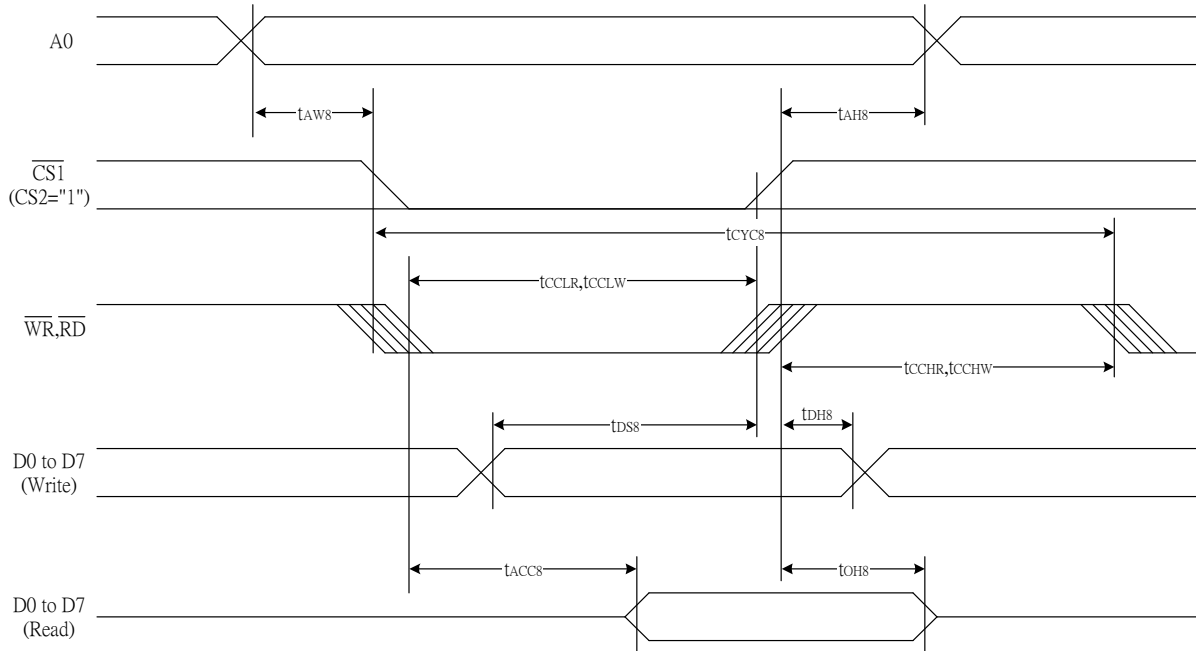 A0
tAW8
tAH8
CS1
(CS2="1")
tCYC8
tCCLR,tCCLW
WR,RD
tCCHR,tCCHW
tDS8
tDH8
D0 to D7
(Write)
tACC8
tOH8
D0 to D7
(Read)